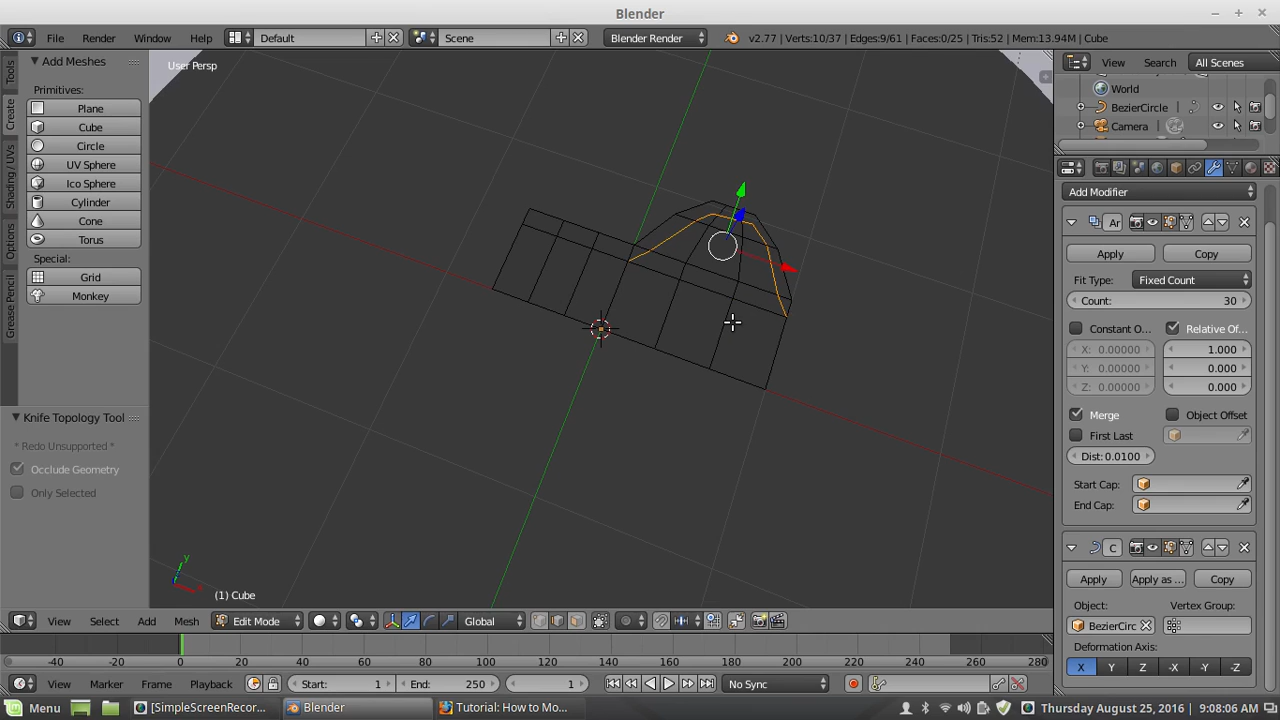 Blender
File Render Window Help Default Scene Blender Render v2.77 | Verts:10/37 | Edges:9/61 | Faces:0/25 | Tris:52 | Mem:13.94M | Cube
Tools
Create
Shading / UVs
Options
Grease Pencil
Add Meshes
Primitives:
Plane
Cube
Circle
UV Sphere
Ico Sphere
Cylinder
Cone
Torus
Special:
Grid
Monkey
Knife Topology Tool
* Redo Unsupported *
Occlude Geometry
Only Selected
User Persp
y
x
(1) Cube
View Select Add Mesh Edit Mode Global
View Search All Scenes
World
BezierCircle
Camera
Add Modifier
Ar
Apply Copy
Fit Type: Fixed Count
Count: 30
Constant O... Relative Of...
X: 0.00000 1.000
Y: 0.00000 0.000
Z: 0.00000 0.000
Merge Object Offset
First Last
Dist: 0.0100
Start Cap:
End Cap:
C
Apply Apply as ... Copy
Object: Vertex Group:
BezierCirc
Deformation Axis:
X Y Z -X -Y -Z
-40 -20 0 20 40 60 80 100 120 140 160 180 200 220 240 260 280
View Marker Frame Playback Start: 1 End: 250 1 No Sync
Menu [SimpleScreenRecor... Blender Tutorial: How to Mo... Thursday August 25, 2016 9:08:06 AM